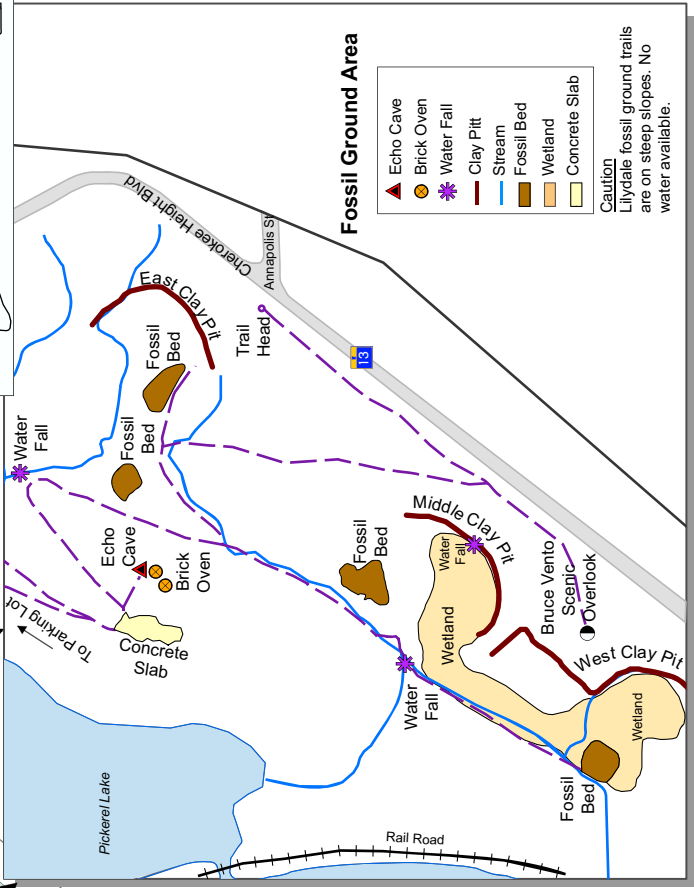 Fossil Ground Area
Echo Cave
Brick Oven
Water Fall
Clay Pitt
Stream
Fossil Bed
Wetland
Concrete Slab
Caution
Lilydale fossil ground trails
are on steep slopes. No
water available.
Cherokee Height Blvd
Annapolis St
13
East Clay Pit
Trail
Head
Fossil
Bed
Fossil
Bed
Water
Fall
Echo
Cave
Brick
Oven
To Parking Lot
Concrete
Slab
Pickerel Lake
Fossil
Bed
Middle Clay Pit
Water
Fall
Wetland
Water
Fall
Bruce Vento
Scenic
Overlook
West Clay Pit
Wetland
Fossil
Bed
Rail Road